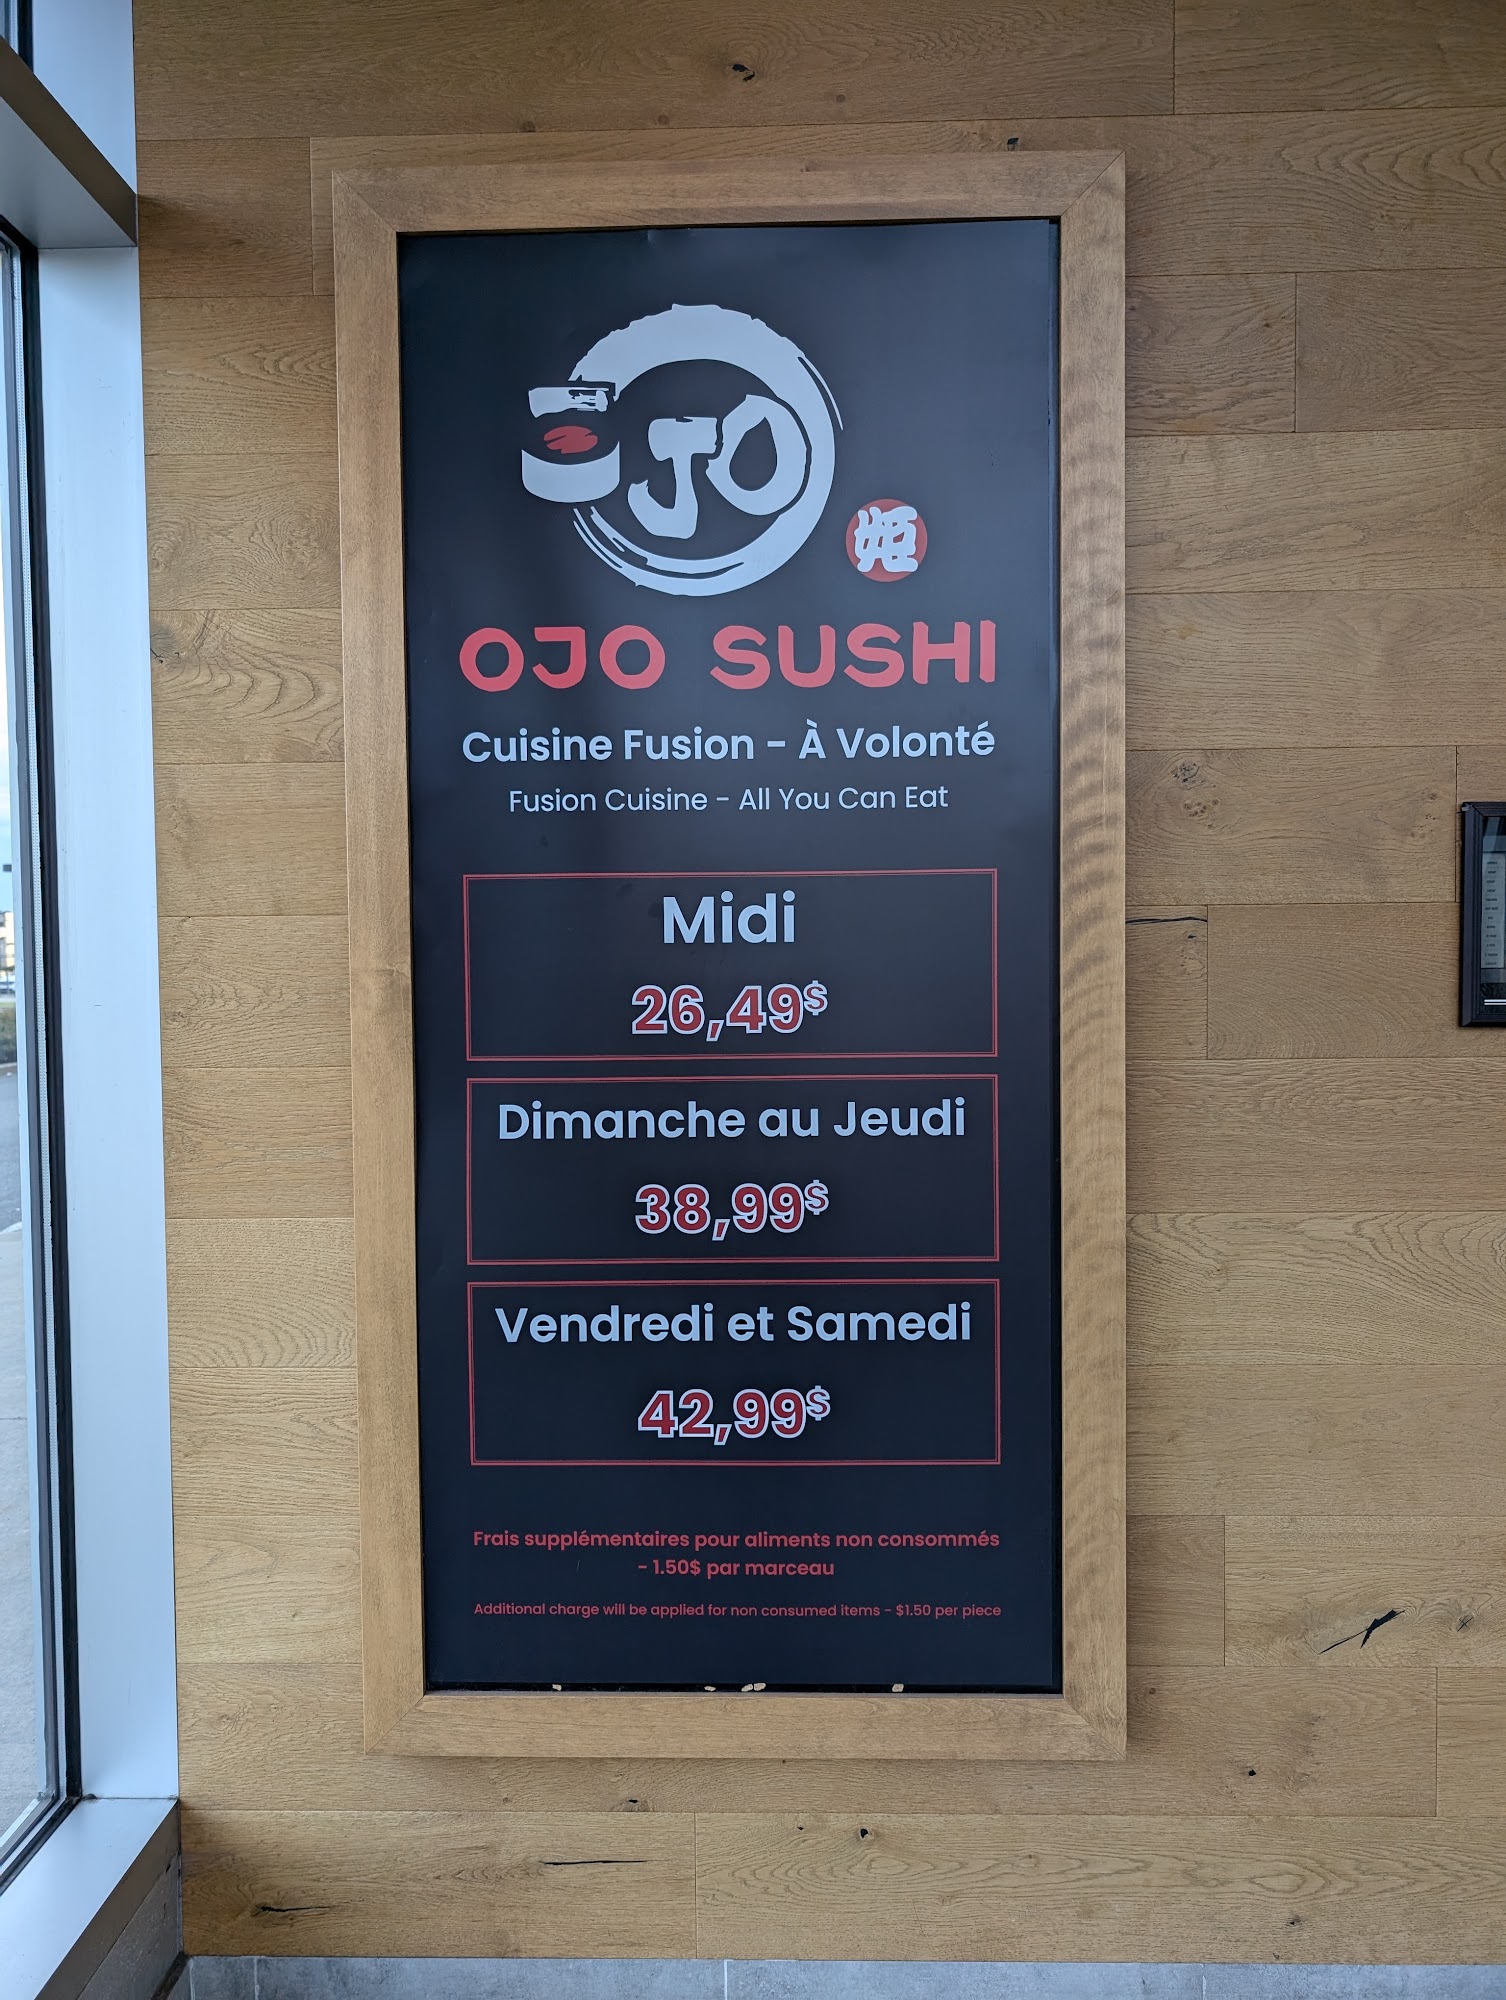 OJO
姫
OJO SUSHI
Cuisine Fusion - À Volonté
Fusion Cuisine - All You Can Eat
Midi
26,49$
Dimanche au Jeudi
38,99$
Vendredi et Samedi
42,99$
Frais supplémentaires pour aliments non consommés
- 1.50$ par marceau
Additional charge will be applied for non consumed items - $1.50 per piece